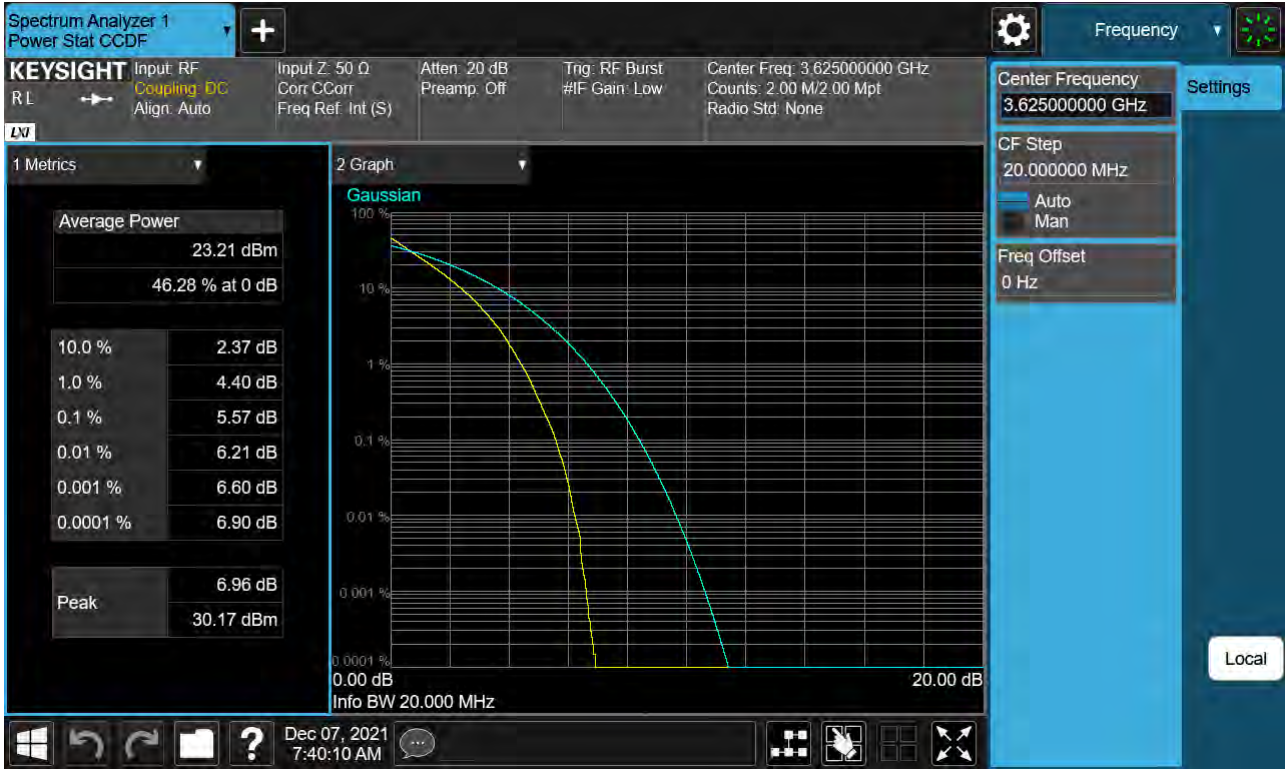 Spectrum Analyzer 1
Power Stat CCDF
Frequency
KEYSIGHT
R L
LXI
Input: RF
Coupling: DC
Align: Auto
Input Z: 50 Ω
Corr CCorr
Freq Ref: Int (S)
Atten: 20 dB
Preamp: Off
Trig: RF Burst
#IF Gain: Low
Center Freq: 3.625000000 GHz
Counts: 2.00 M/2.00 Mpt
Radio Std: None
Center Frequency
3.625000000 GHz
Settings
CF Step
20.000000 MHz
Auto
Man
Freq Offset
0 Hz
1 Metrics
Average Power
23.21 dBm
46.28 % at 0 dB
10.0 % 2.37 dB
1.0 % 4.40 dB
0.1 % 5.57 dB
0.01 % 6.21 dB
0.001 % 6.60 dB
0.0001 % 6.90 dB
Peak
6.96 dB
30.17 dBm
2 Graph
Gaussian
100 %
10 %
1 %
0.1 %
0.01 %
0.001 %
0.0001 %
0.00 dB 20.00 dB
Info BW 20.000 MHz
Local
?
Dec 07, 2021
7:40:10 AM